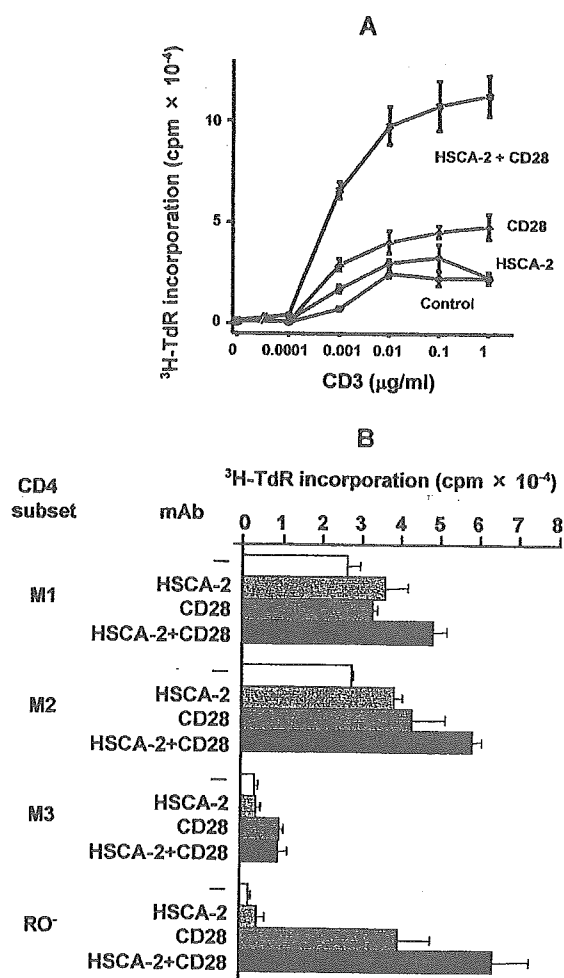 A
³H-TdR incorporation (cpm × 10⁻⁴)
10
5
0
HSCA-2 + CD28
CD28
HSCA-2
Control
0 0.0001 0.001 0.01 0.1 1
CD3 (μg/ml)
B
³H-TdR incorporation (cpm × 10⁻⁴)
CD4 subset
mAb
0 1 2 3 4 5 6 7 8
M1
—
HSCA-2
CD28
HSCA-2+CD28
M2
—
HSCA-2
CD28
HSCA-2+CD28
M3
—
HSCA-2
CD28
HSCA-2+CD28
RO⁻
—
HSCA-2
CD28
HSCA-2+CD28